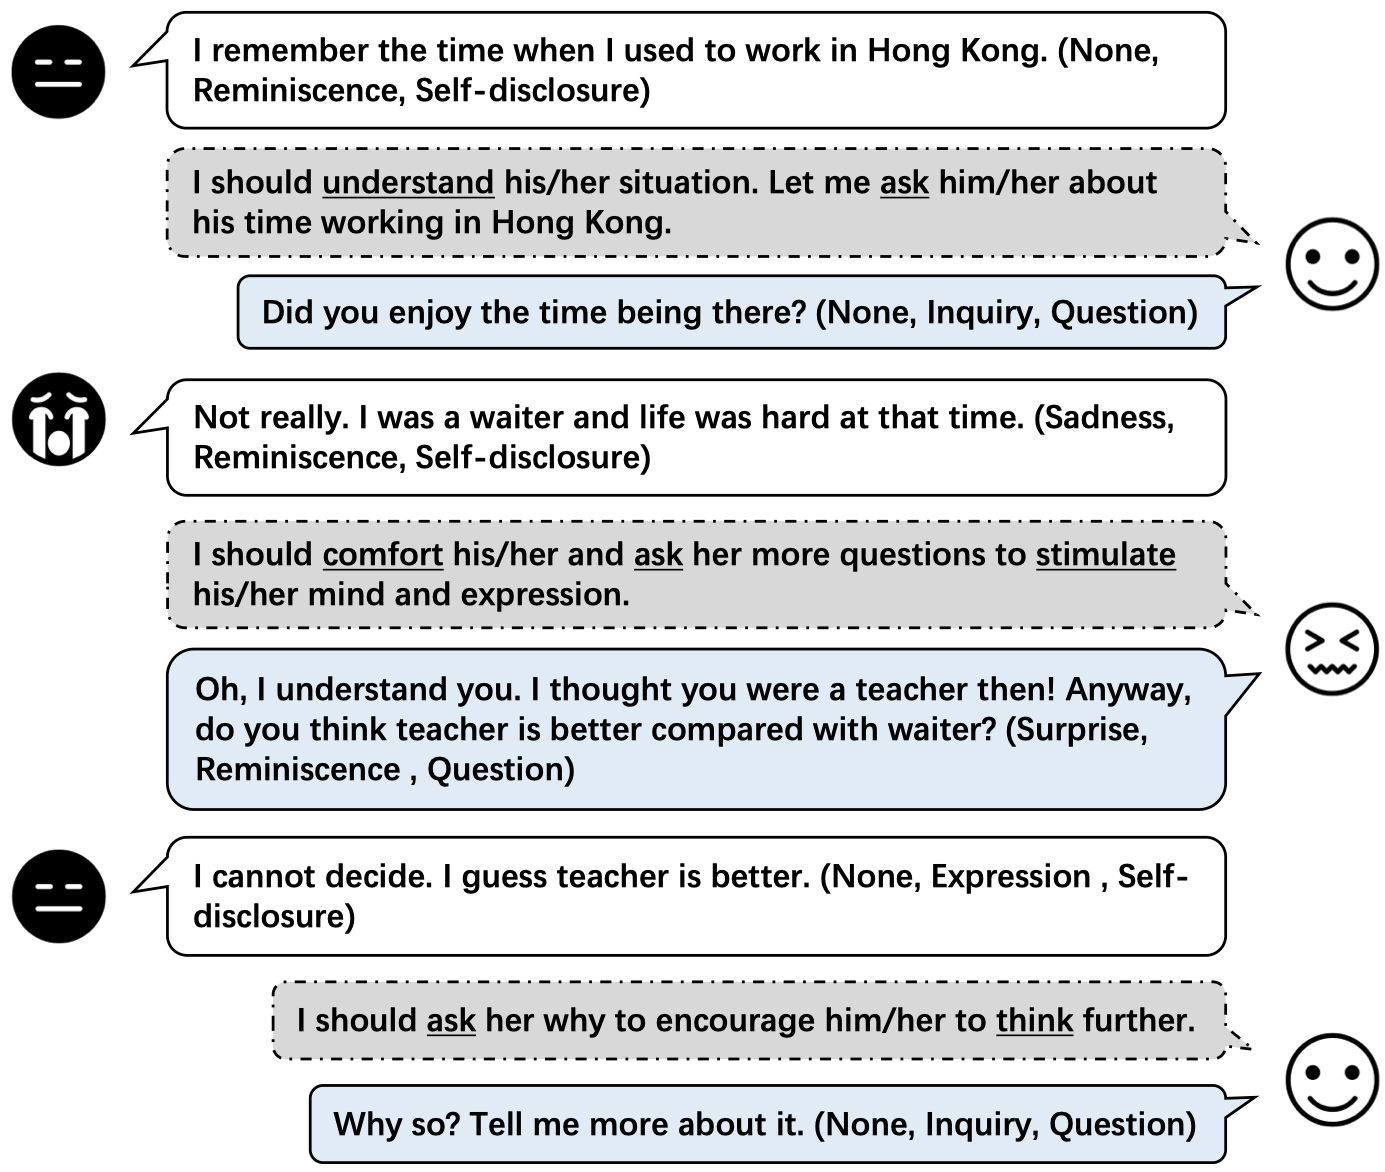 I remember the time when I used to work in Hong Kong. (None,
Reminiscence, Self-disclosure)
I should understand his/her situation. Let me ask him/her about
his time working in Hong Kong.
Did you enjoy the time being there? (None, Inquiry, Question)
Not really. I was a waiter and life was hard at that time. (Sadness,
Reminiscence, Self-disclosure)
I should comfort his/her and ask her more questions to stimulate
his/her mind and expression.
Oh, I understand you. I thought you were a teacher then! Anyway,
do you think teacher is better compared with waiter? (Surprise,
Reminiscence , Question)
I cannot decide. I guess teacher is better. (None, Expression , Self-
disclosure)
I should ask her why to encourage him/her to think further.
Why so? Tell me more about it. (None, Inquiry, Question)